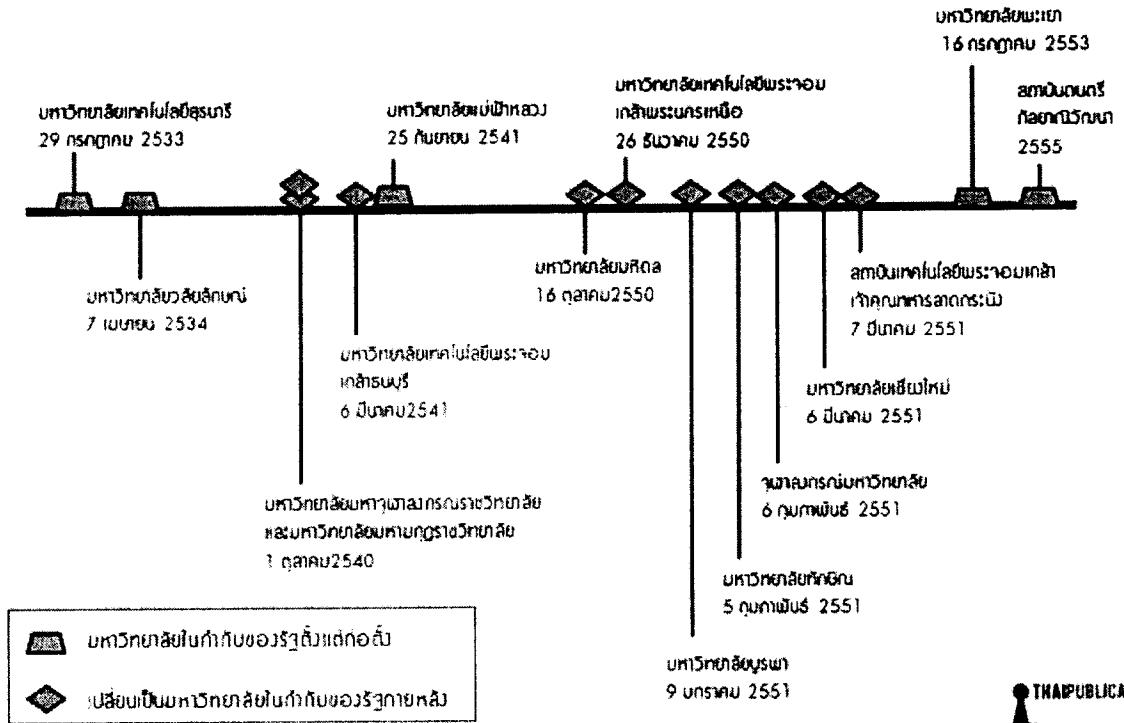 มหาวิทยาลัยพะเยา
16 กรกฎาคม 2553
มหาวิทยาลัยเทคโนโลยีพระจอม
เกล้าพระนครเหนือ
26 ธันวาคม 2550
สถาบันดนตรี
กัลยาณิวัฒนา
2555
มหาวิทยาลัยเทคโนโลยีสุรนารี
29 กรกฎาคม 2533
มหาวิทยาลัยแม่ฟ้าหลวง
25 กันยายน 2541
มหาวิทยาลัยวลัยลักษณ์
7 เมษายน 2534
มหาวิทยาลัยมหิดล
16 ตุลาคม2550
สถาบันเทคโนโลยีพระจอมเกล้า
เจ้าคุณทหารลาดกระบัง
7 มีนาคม 2551
มหาวิทยาลัยเทคโนโลยีพระจอม
เกล้าธนบุรี
6 มีนาคม2541
มหาวิทยาลัยเชียงใหม่
6 มีนาคม 2551
มหาวิทยาลัยมหาจุฬาลงกรณราชวิทยาลัย
และมหาวิทยาลัยมหามกุฏราชวิทยาลัย
1 ตุลาคม2540
จุฬาลงกรณ์มหาวิทยาลัย
6 กุมภาพันธ์ 2551
มหาวิทยาลัยทักษิณ
5 กุมภาพันธ์ 2551
มหาวิทยาลัยบูรพา
9 มกราคม 2551
มหาวิทยาลัยในกำกับของรัฐตั้งแต่ก่อตั้ง
เปลี่ยนเป็นมหาวิทยาลัยในกำกับของรัฐภายหลัง
THAIPUBLICA